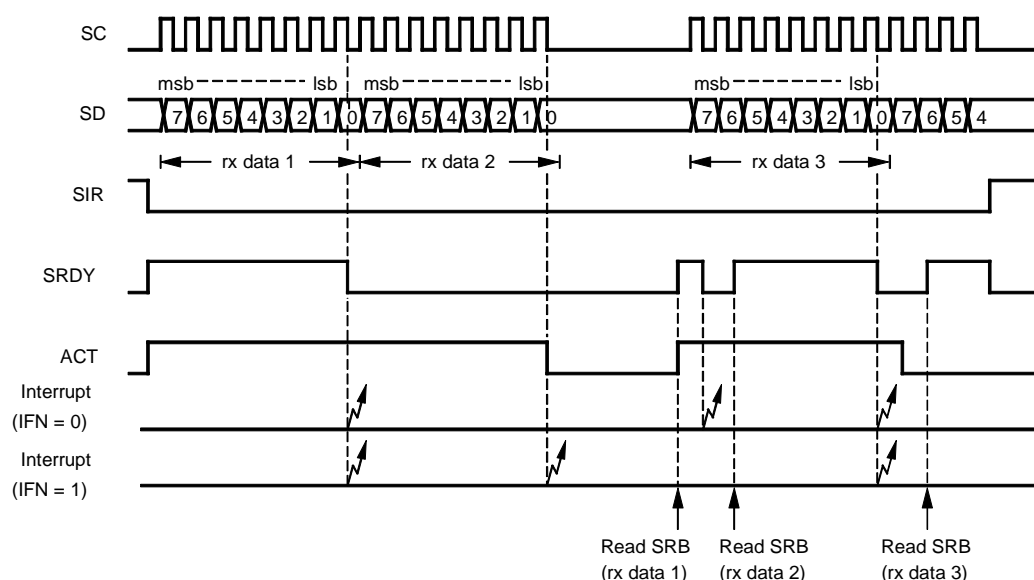 SC
msb lsb msb lsb msb lsb
SD 7 6 5 4 3 2 1 0 7 6 5 4 3 2 1 0 7 6 5 4 3 2 1 0 7 6 5 4
rx data 1 rx data 2 rx data 3
SIR
SRDY
ACT
Interrupt
(IFN = 0)
Interrupt
(IFN = 1)
Read SRB Read SRB Read SRB
(rx data 1) (rx data 2) (rx data 3)